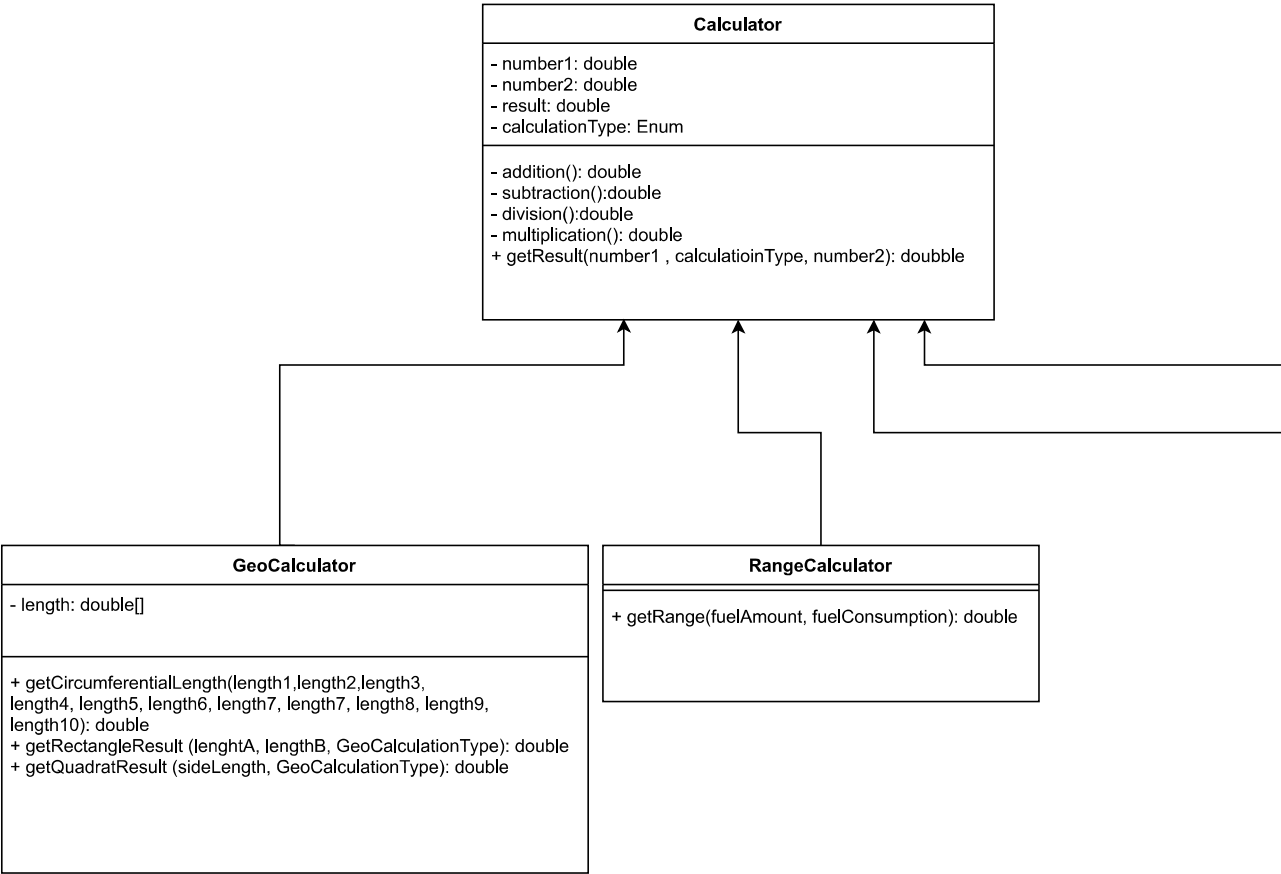 Calculator
- number1: double
- number2: double
- result: double
- calculationType: Enum
- addition(): double
- subtraction():double
- division():double
- multiplication(): double
+ getResult(number1 , calculatioinType, number2): doubble
GeoCalculator
- length: double[]
+ getCircumferentialLength(length1,length2,length3,
length4, length5, length6, length7, length7, length8, length9,
length10): double
+ getRectangleResult (lenghtA, lengthB, GeoCalculationType): double
+ getQuadratResult (sideLength, GeoCalculationType): double
RangeCalculator
+ getRange(fuelAmount, fuelConsumption): double